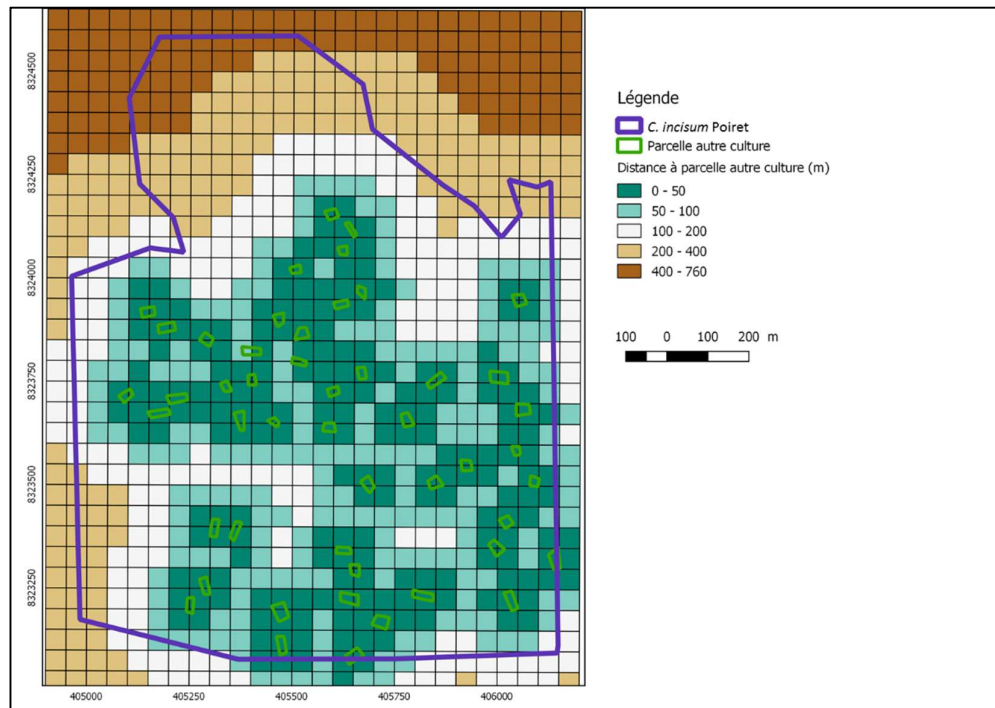 8324500
8324250
8324000
8323750
8323500
8323250
405000 405250 405500 405750 406000
Légende
C. incisum Poiret
Parcelle autre culture
Distance à parcelle autre culture (m)
0 - 50
50 - 100
100 - 200
200 - 400
400 - 760
100 0 100 200 m